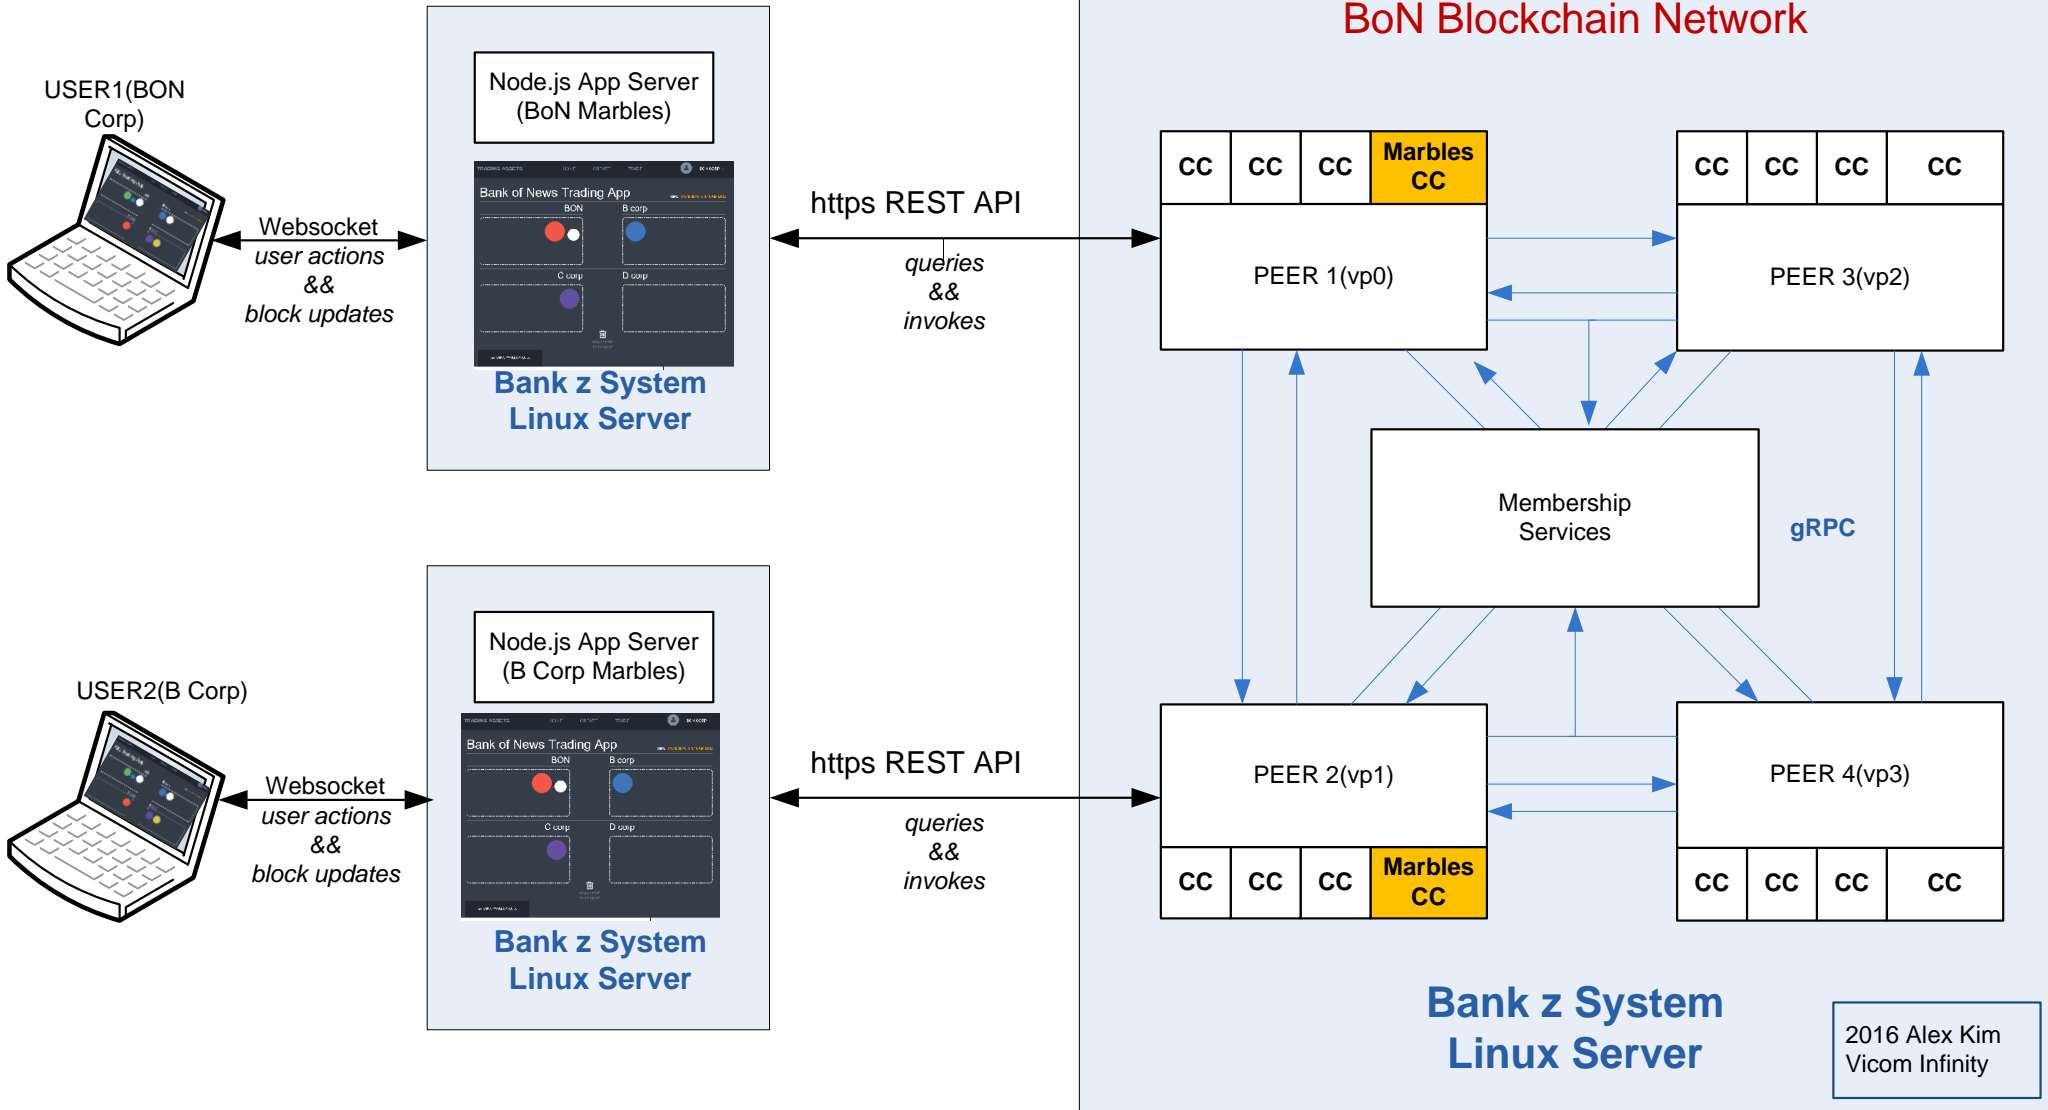 BoN Blockchain Network
USER1(BON
Corp)
Websocket
user actions
&&
block updates
Node.js App Server
(BoN Marbles)
TRADING ASSETS
Bank of News Trading App
BON
B corp
C corp
D corp
Bank z System
Linux Server
https REST API
queries
&&
invokes
CC
CC
CC
Marbles
CC
PEER 1(vp0)
CC
CC
CC
CC
PEER 3(vp2)
Membership
Services
gRPC
USER2(B Corp)
Websocket
user actions
&&
block updates
Node.js App Server
(B Corp Marbles)
TRADING ASSETS
Bank of News Trading App
BON
B corp
C corp
D corp
Bank z System
Linux Server
https REST API
queries
&&
invokes
PEER 2(vp1)
CC
CC
CC
Marbles
CC
PEER 4(vp3)
CC
CC
CC
CC
Bank z System
Linux Server
2016 Alex Kim
Vicom Infinity